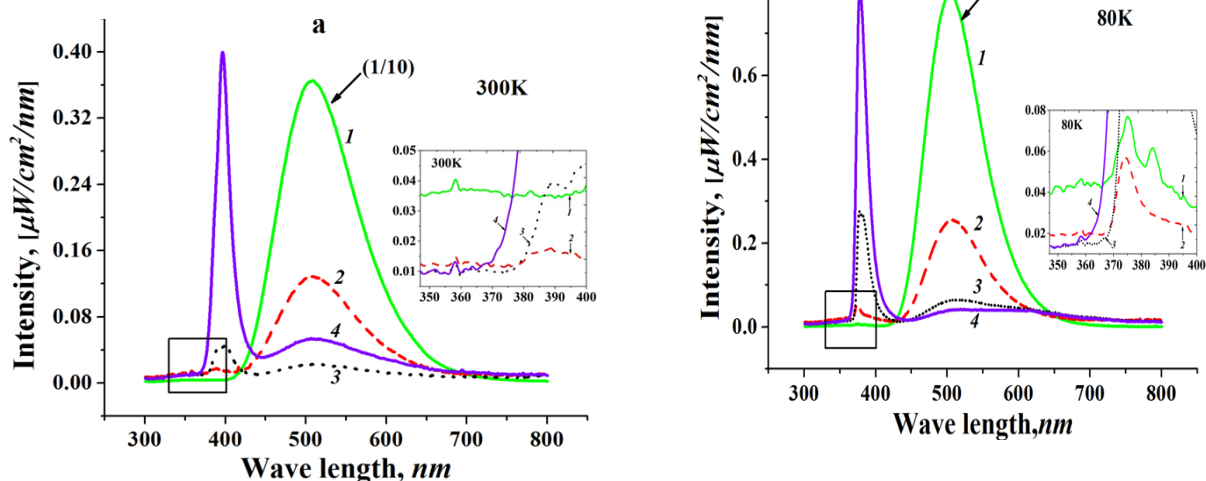 a
Intensity, [μW/cm²/nm]
0.40
0.32
0.24
0.16
0.08
0.00
(1/10)
300K
1
2
4
3
300K
0.05
0.04
0.03
0.02
0.01
350 360 370 380 390 400
4
3
1
2
300 400 500 600 700 800
Wave length, nm
Intensity, [μW/cm²/nm]
0.6
0.4
0.2
0.0
80K
1
2
3
4
80K
0.08
0.06
0.04
0.02
350 360 370 380 390 400
4
3
1
2
300 400 500 600 700 800
Wave length,nm